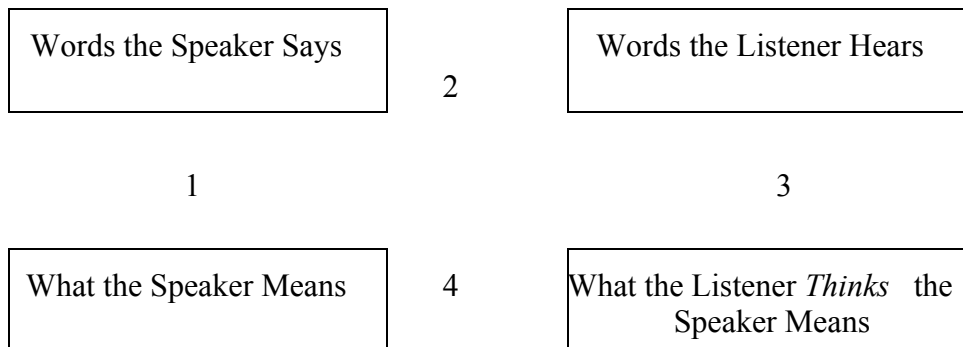 Words the Speaker Says
Words the Listener Hears
2
1
3
What the Speaker Means
4
What the Listener Thinks the
Speaker Means